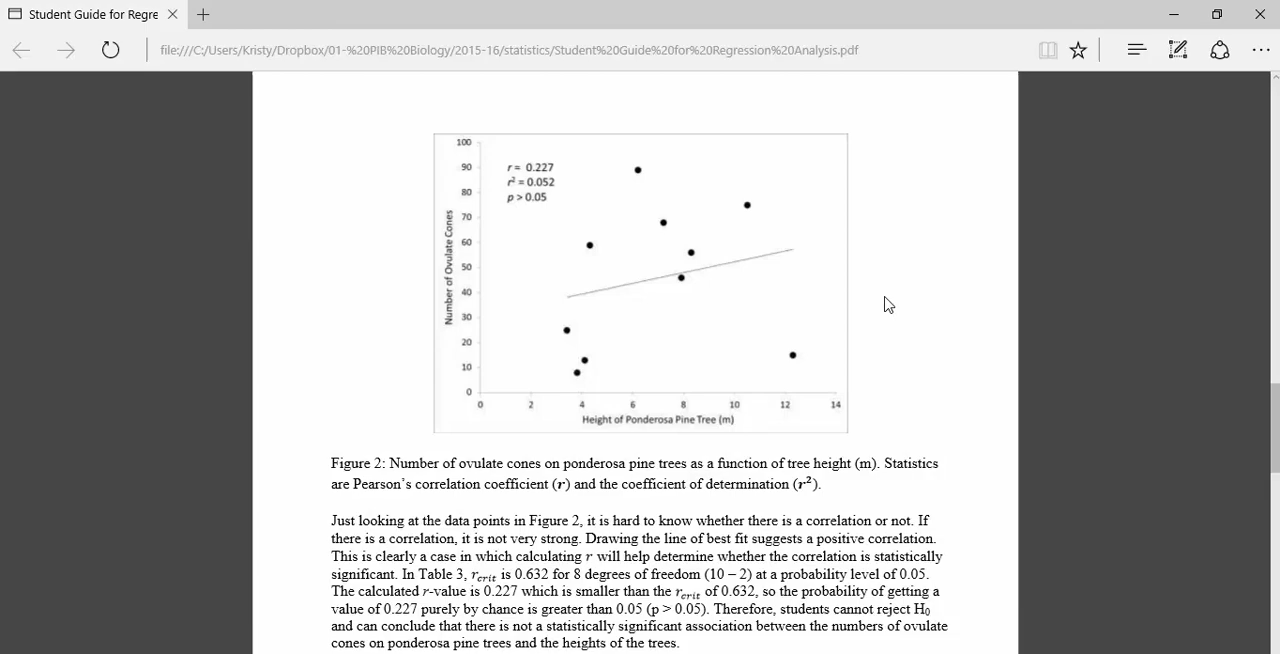 Student Guide for Regre
file:///C:/Users/Kristy/Dropbox/01-%20PIB%20Biology/2015-16/statistics/Student%20Guide%20for%20Regression%20Analysis.pdf
100
90
80
70
60
50
40
30
20
10
0
r = 0.227
r² = 0.052
p > 0.05
Number of Ovulate Cones
0 2 4 6 8 10 12 14
Height of Ponderosa Pine Tree (m)
Figure 2: Number of ovulate cones on ponderosa pine trees as a function of tree height (m). Statistics
are Pearson's correlation coefficient (r) and the coefficient of determination (r²).
Just looking at the data points in Figure 2, it is hard to know whether there is a correlation or not. If
there is a correlation, it is not very strong. Drawing the line of best fit suggests a positive correlation.
This is clearly a case in which calculating r will help determine whether the correlation is statistically
significant. In Table 3, r_crit is 0.632 for 8 degrees of freedom (10 – 2) at a probability level of 0.05.
The calculated r-value is 0.227 which is smaller than the r_crit of 0.632, so the probability of getting a
value of 0.227 purely by chance is greater than 0.05 (p > 0.05). Therefore, students cannot reject H₀
and can conclude that there is not a statistically significant association between the numbers of ovulate
cones on ponderosa pine trees and the heights of the trees.